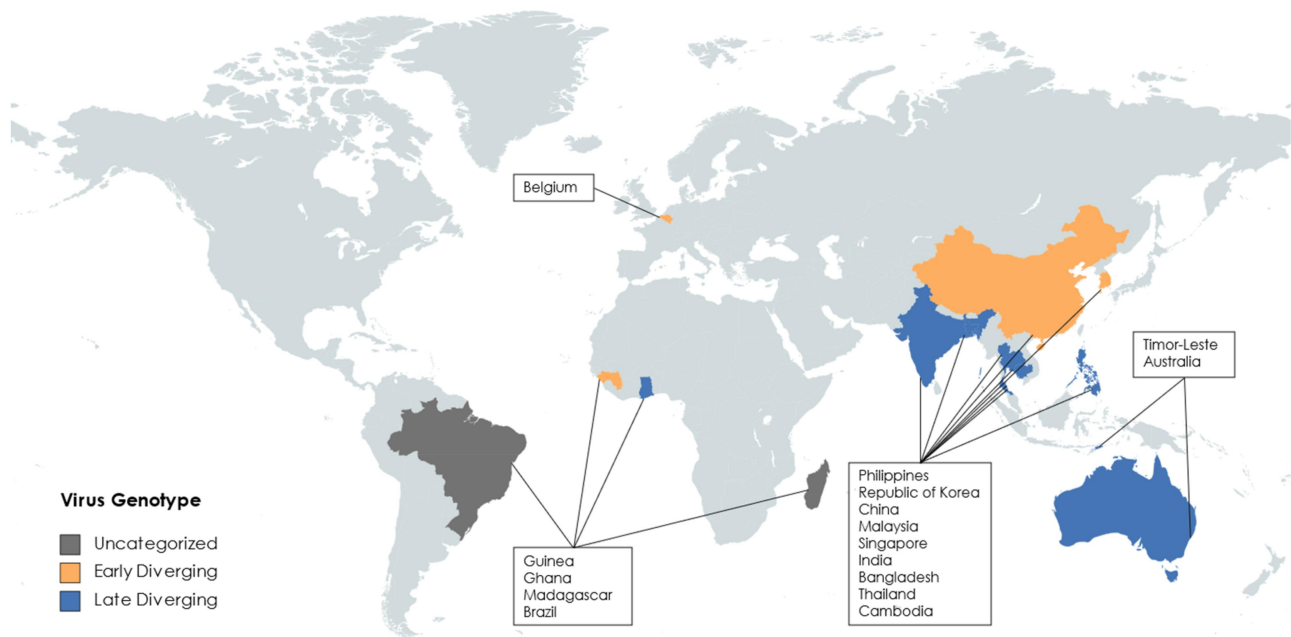 Belgium
Timor-Leste
Australia
Virus Genotype
Uncategorized
Early Diverging
Late Diverging
Guinea
Ghana
Madagascar
Brazil
Philippines
Republic of Korea
China
Malaysia
Singapore
India
Bangladesh
Thailand
Cambodia